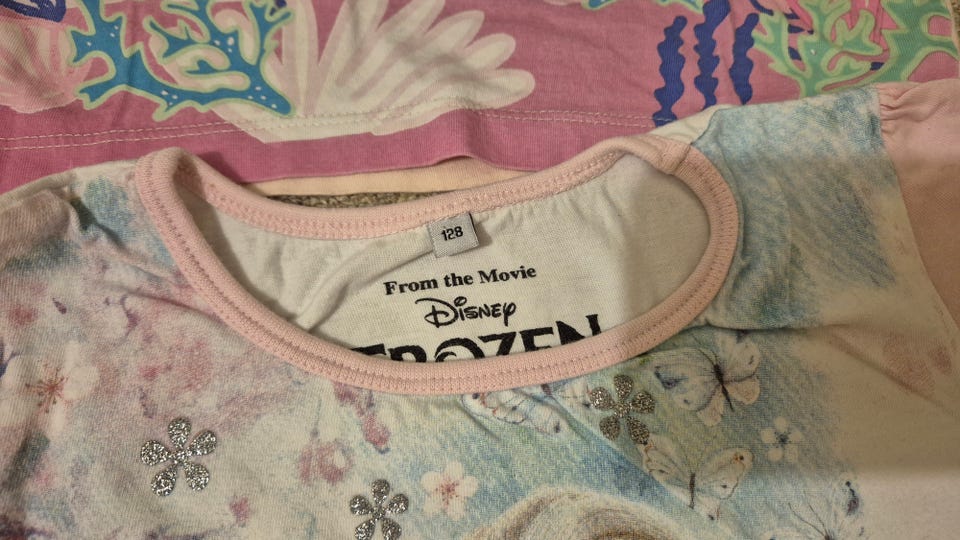 128
From the Movie
Disney
FROZEN